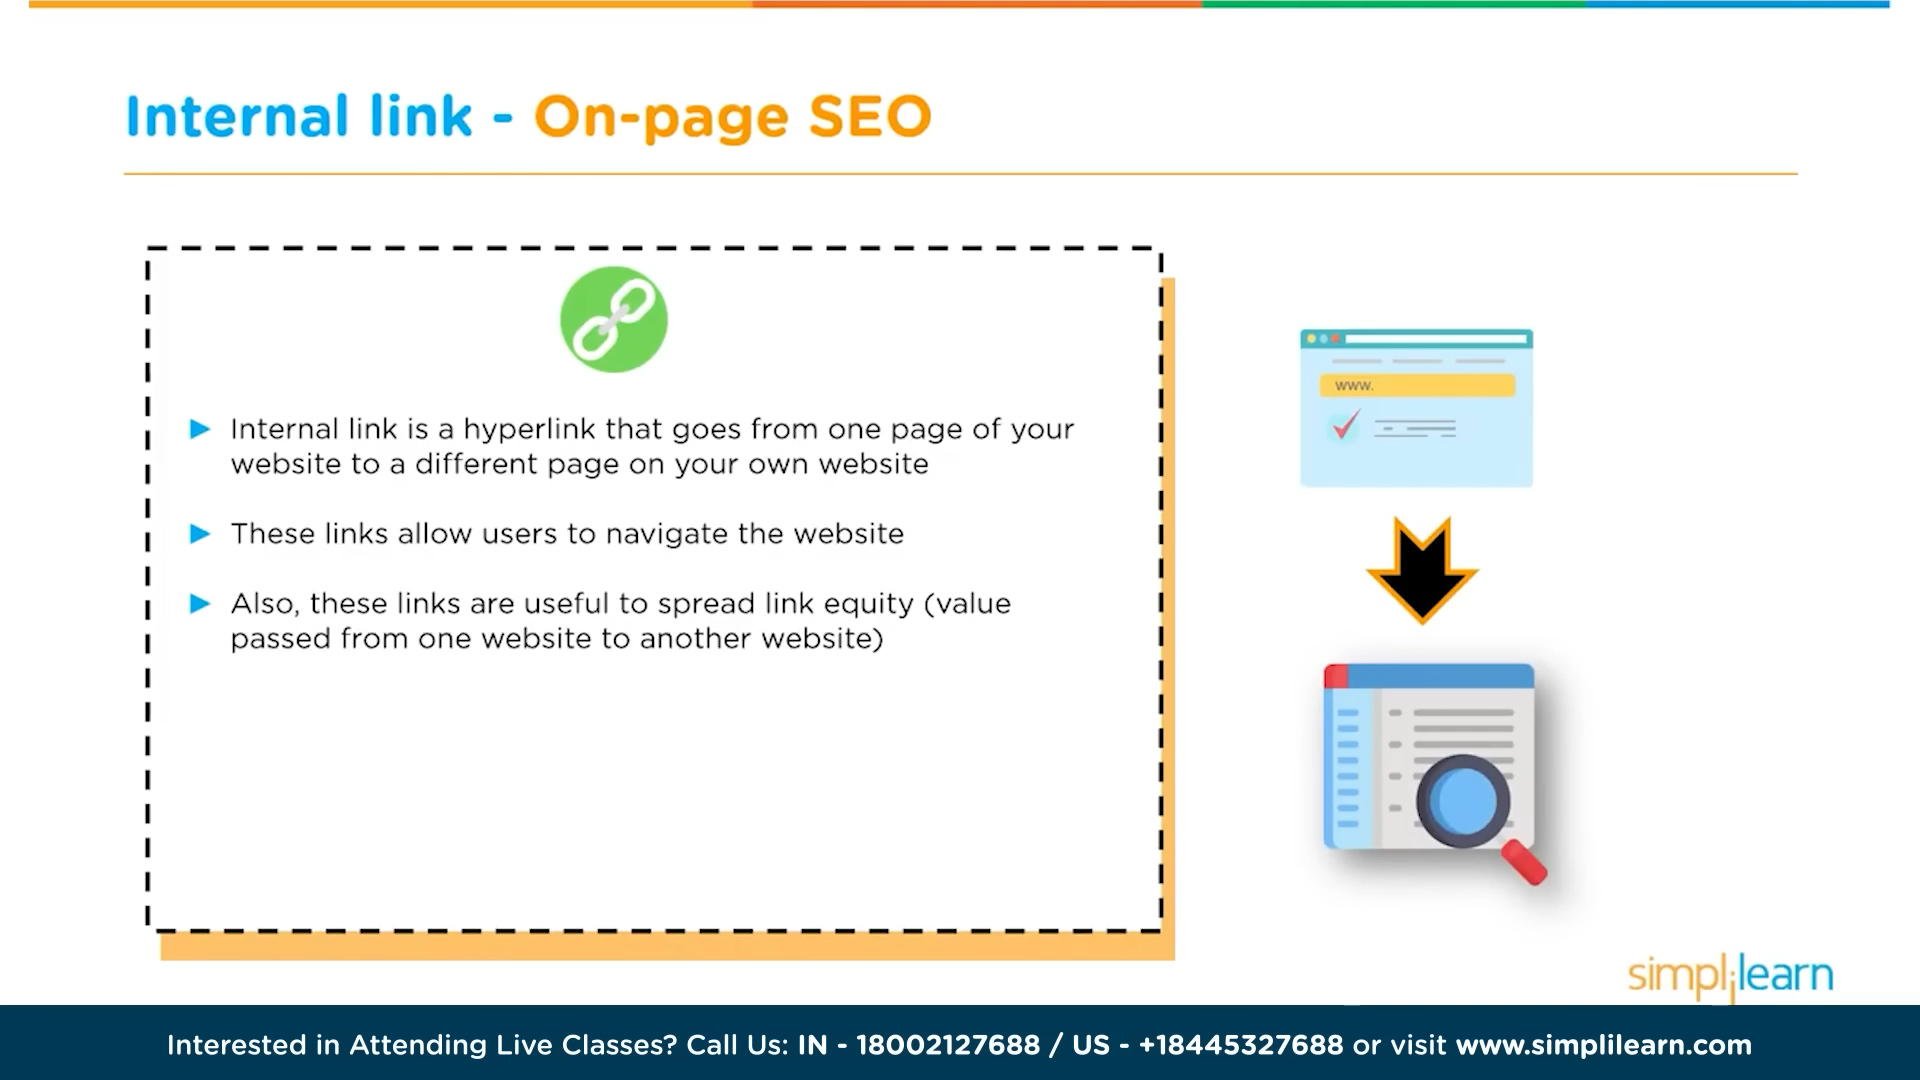 Internal link - On-page SEO
Internal link is a hyperlink that goes from one page of your
website to a different page on your own website
These links allow users to navigate the website
Also, these links are useful to spread link equity (value
passed from one website to another website)
www.
simplilearn
Interested in Attending Live Classes? Call Us: IN - 18002127688 / US - +18445327688 or visit www.simplilearn.com